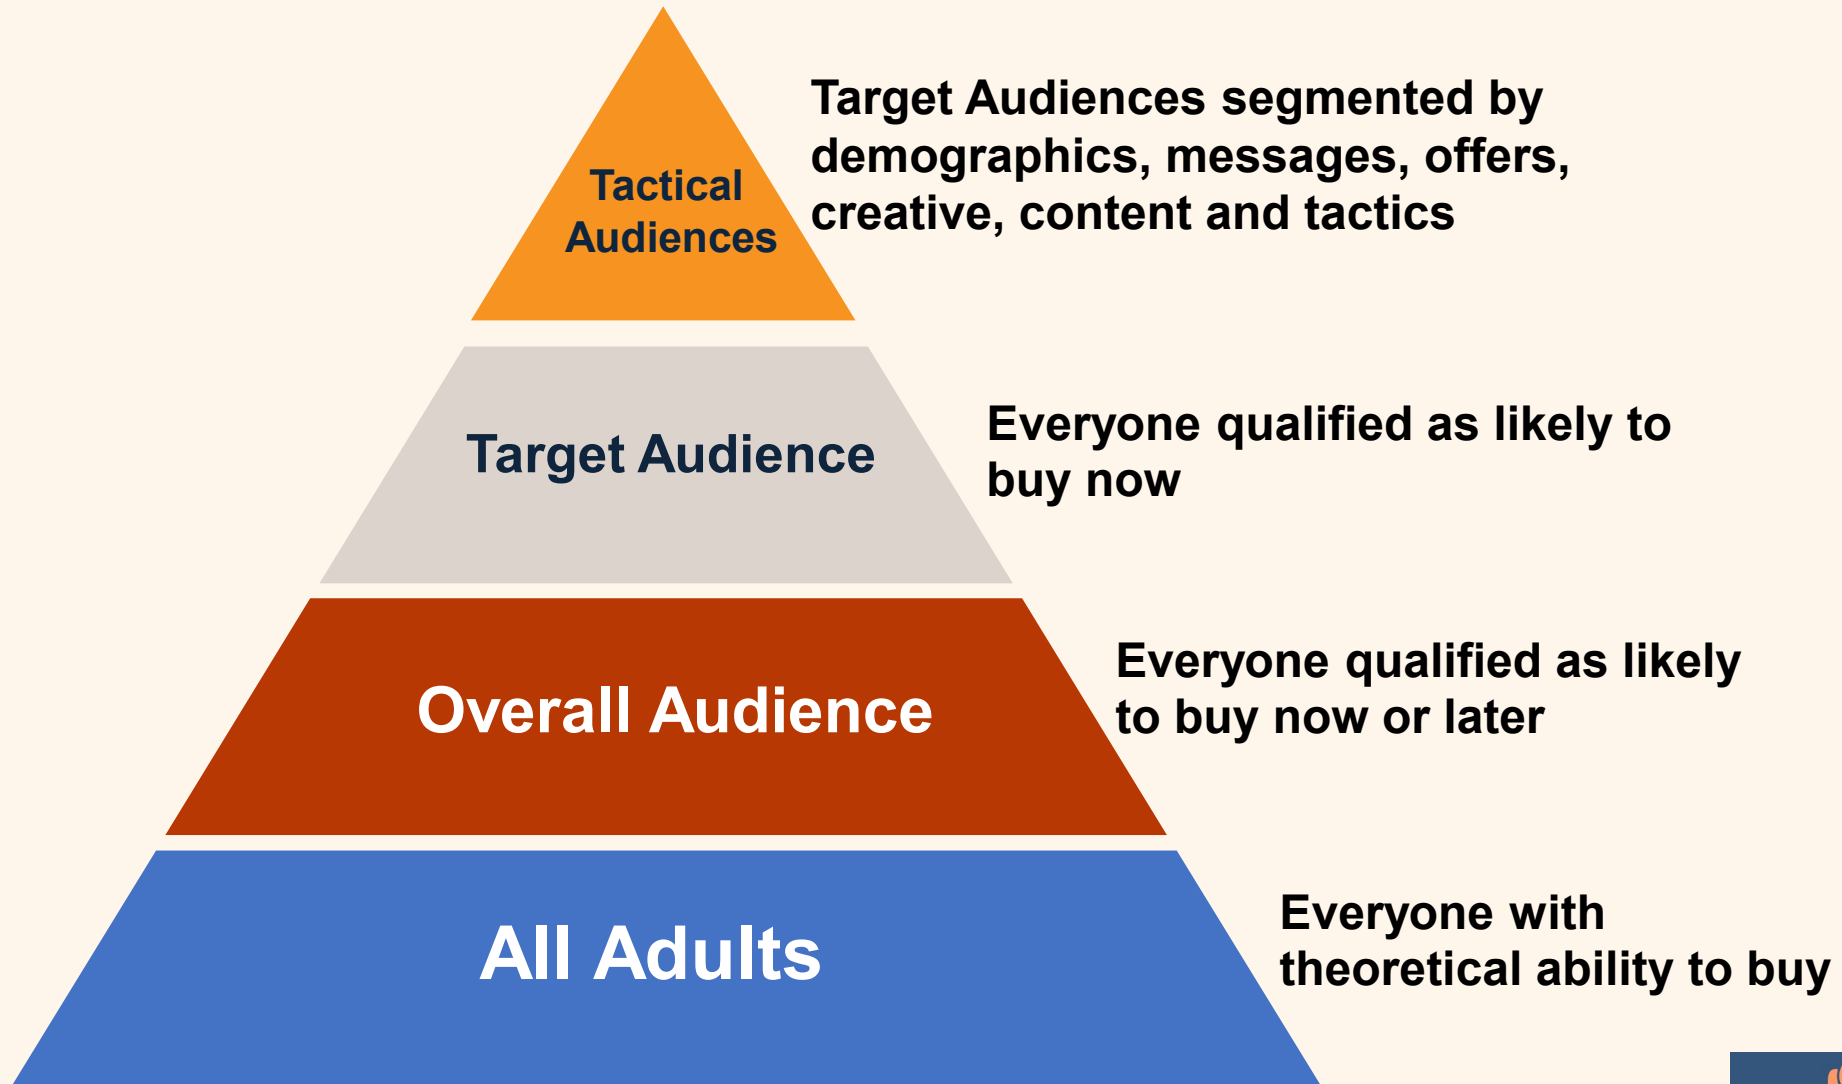 Tactical
Audiences
Target Audiences segmented by
demographics, messages, offers,
creative, content and tactics
Target Audience
Everyone qualified as likely to
buy now
Overall Audience
Everyone qualified as likely
to buy now or later
All Adults
Everyone with
theoretical ability to buy